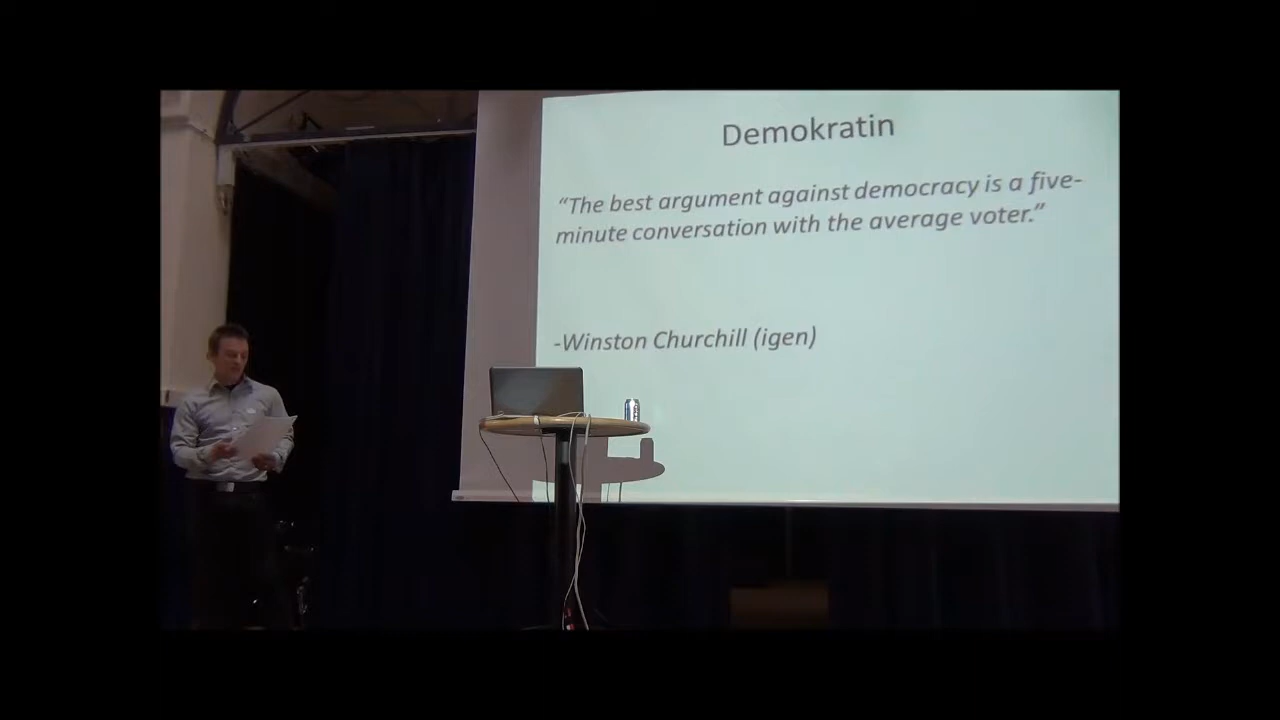 Demokratin
“The best argument against democracy is a five-
minute conversation with the average voter.”
-Winston Churchill (igen)